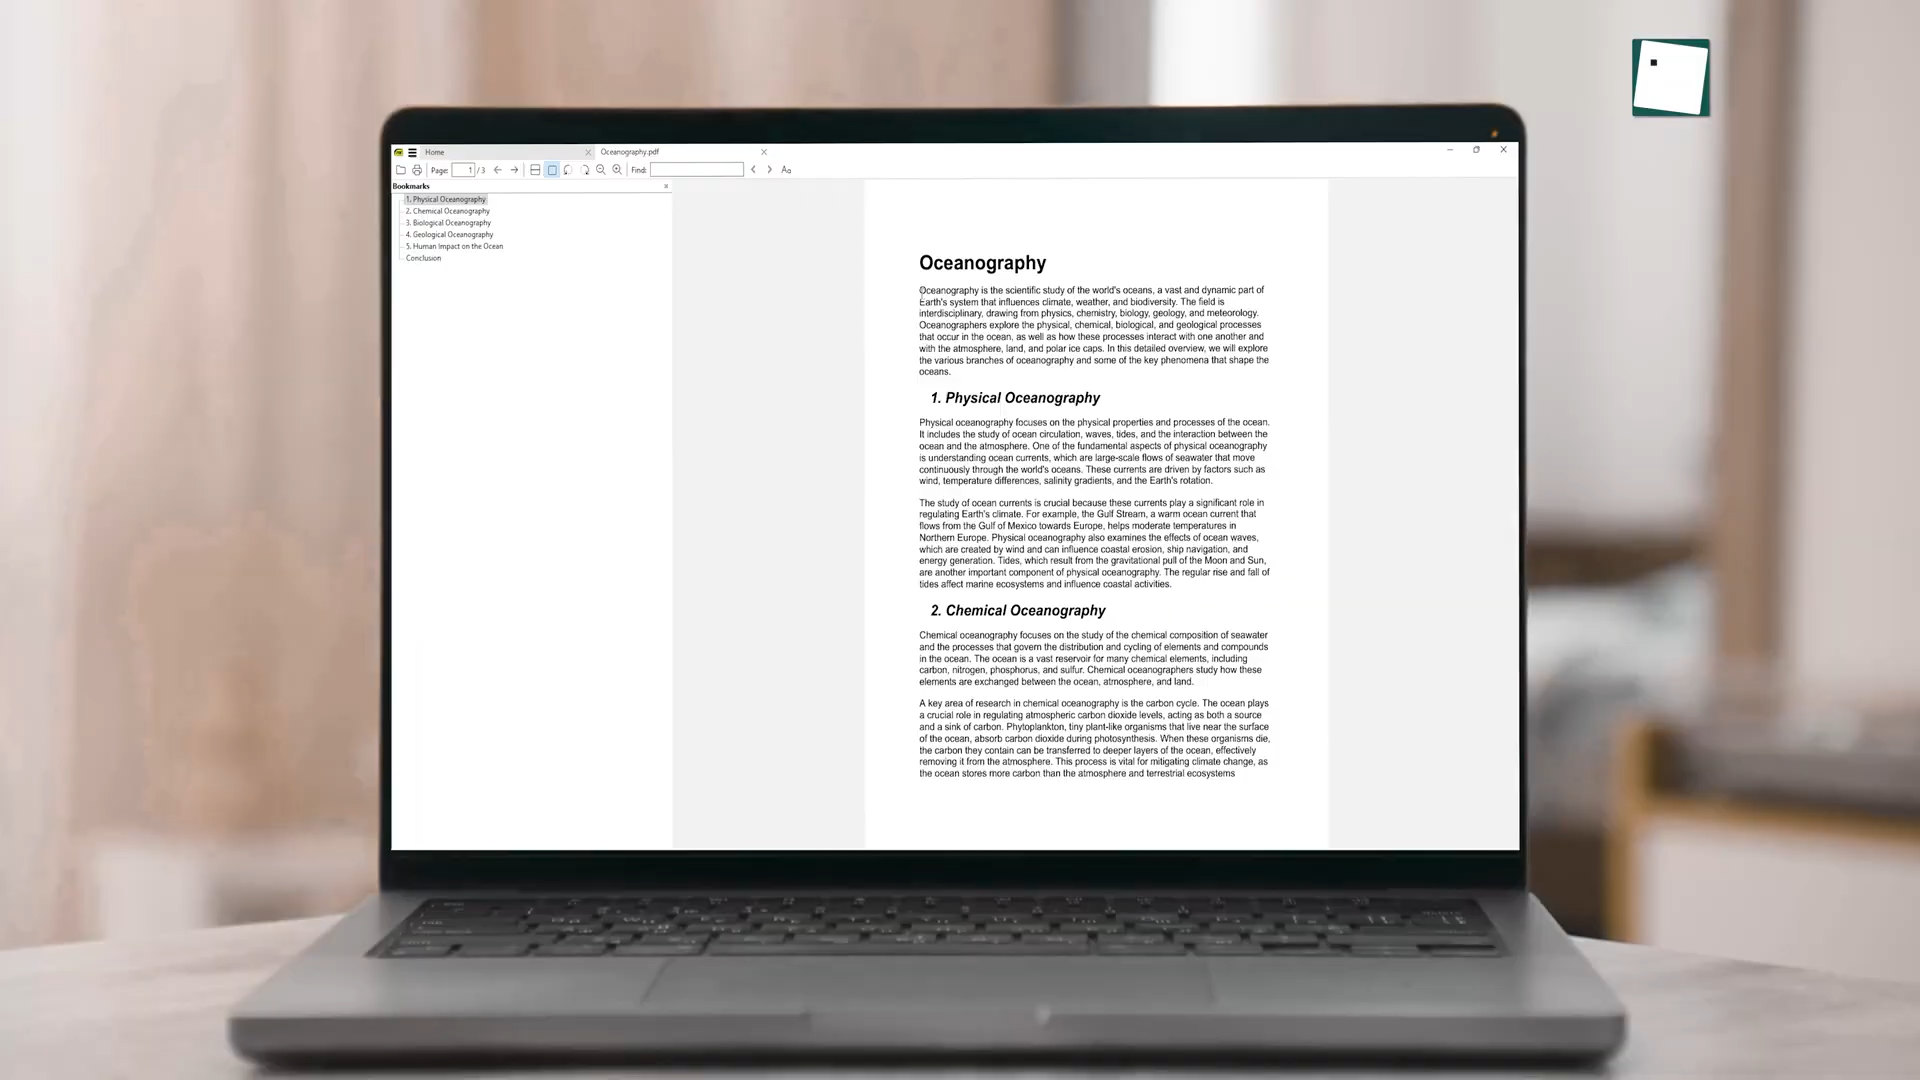 Home
Oceanography.pdf
Page: 1 / 3
Find:
Aa
Bookmarks
1. Physical Oceanography
2. Chemical Oceanography
3. Biological Oceanography
4. Geological Oceanography
5. Human Impact on the Ocean
Conclusion
Oceanography
Oceanography is the scientific study of the world's oceans, a vast and dynamic part of
Earth's system that influences climate, weather, and biodiversity. The field is
interdisciplinary, drawing from physics, chemistry, biology, geology, and meteorology.
Oceanographers explore the physical, chemical, biological, and geological processes
that occur in the ocean, as well as how these processes interact with one another and
with the atmosphere, land, and polar ice caps. In this detailed overview, we will explore
the various branches of oceanography and some of the key phenomena that shape the
oceans.
1. Physical Oceanography
Physical oceanography focuses on the physical properties and processes of the ocean.
It includes the study of ocean circulation, waves, tides, and the interaction between the
ocean and the atmosphere. One of the fundamental aspects of physical oceanography
is understanding ocean currents, which are large-scale flows of seawater that move
continuously through the world's oceans. These currents are driven by factors such as
wind, temperature differences, salinity gradients, and the Earth's rotation.
The study of ocean currents is crucial because these currents play a significant role in
regulating Earth's climate. For example, the Gulf Stream, a warm ocean current that
flows from the Gulf of Mexico towards Europe, helps moderate temperatures in
Northern Europe. Physical oceanography also examines the effects of ocean waves,
which are created by wind and can influence coastal erosion, ship navigation, and
energy generation. Tides, which result from the gravitational pull of the Moon and Sun,
are another important component of physical oceanography. The regular rise and fall of
tides affect marine ecosystems and influence coastal activities.
2. Chemical Oceanography
Chemical oceanography focuses on the study of the chemical composition of seawater
and the processes that govern the distribution and cycling of elements and compounds
in the ocean. The ocean is a vast reservoir for many chemical elements, including
carbon, nitrogen, phosphorus, and sulfur. Chemical oceanographers study how these
elements are exchanged between the ocean, atmosphere, and land.
A key area of research in chemical oceanography is the carbon cycle. The ocean plays
a crucial role in regulating atmospheric carbon dioxide levels, acting as both a source
and a sink of carbon. Phytoplankton, tiny plant-like organisms that live near the surface
of the ocean, absorb carbon dioxide during photosynthesis. When these organisms die,
the carbon they contain can be transferred to deeper layers of the ocean, effectively
removing it from the atmosphere. This process is vital for mitigating climate change, as
the ocean stores more carbon than the atmosphere and terrestrial ecosystems